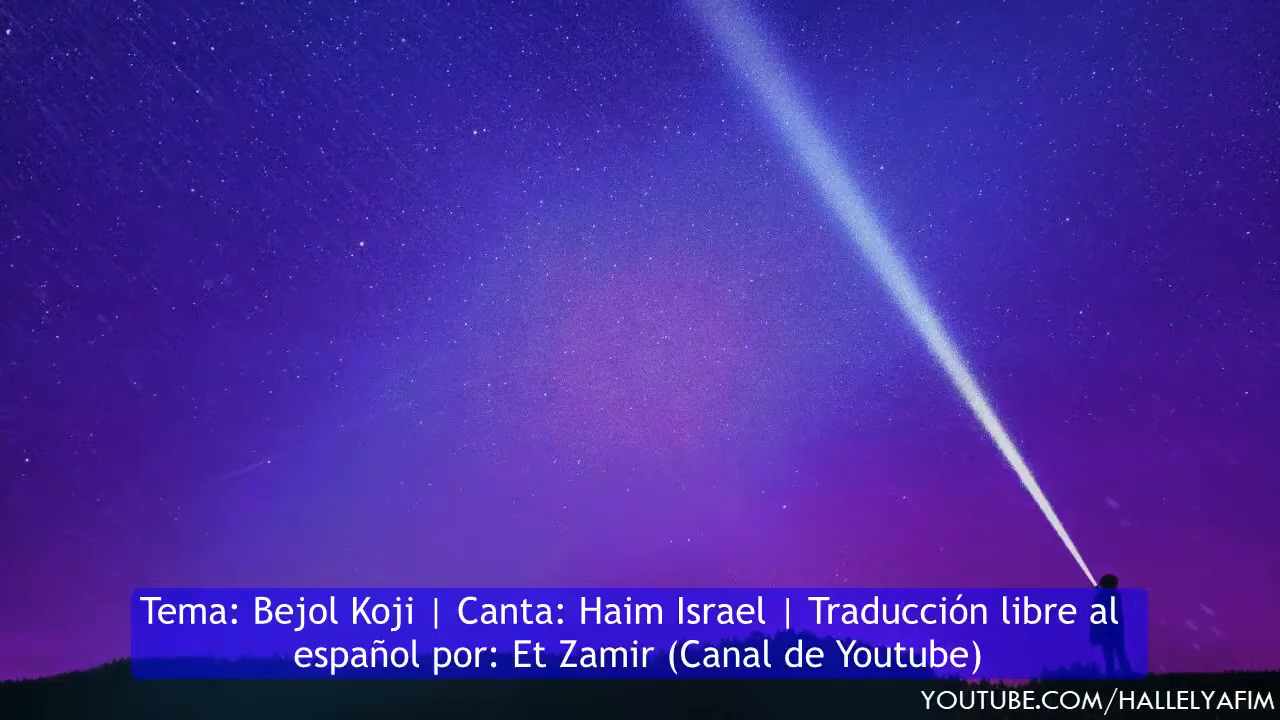 Tema: Bejol Koji | Canta: Haim Israel | Traducción libre al
español por: Et Zamir (Canal de Youtube)
YOUTUBE.COM/HALLELYAFIM